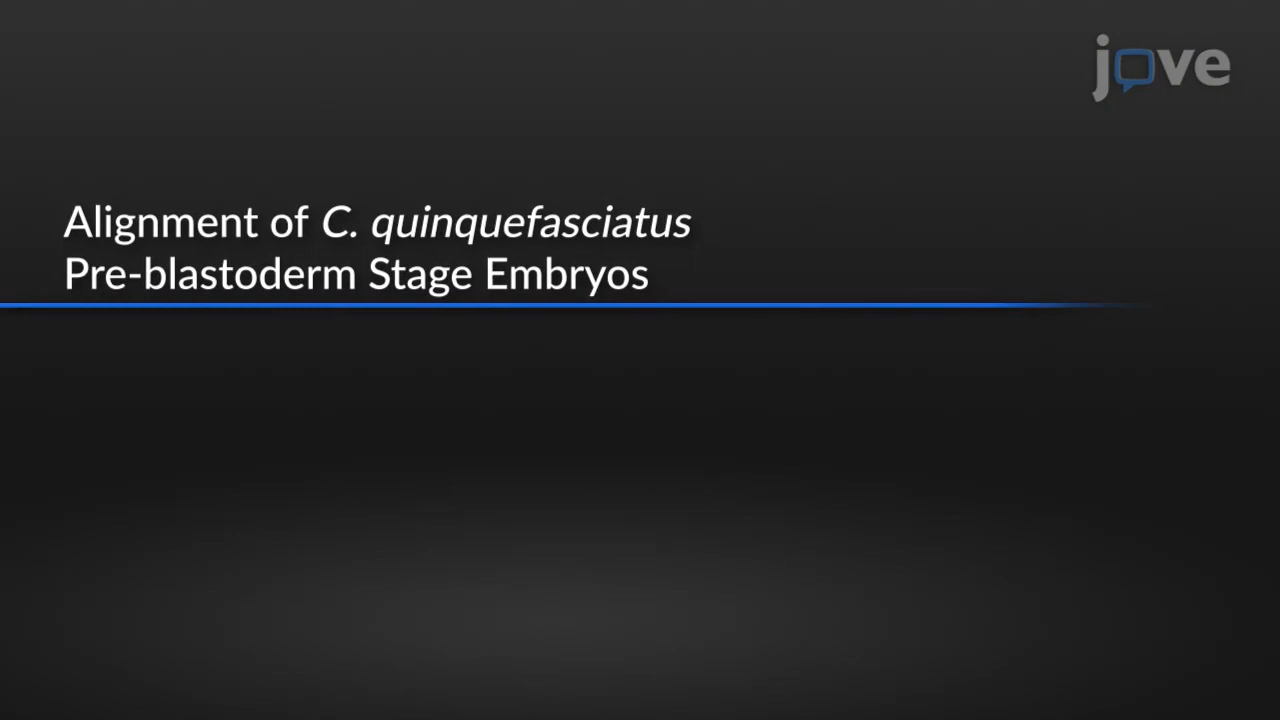 jove
Alignment of C. quinquefasciatus
Pre-blastoderm Stage Embryos